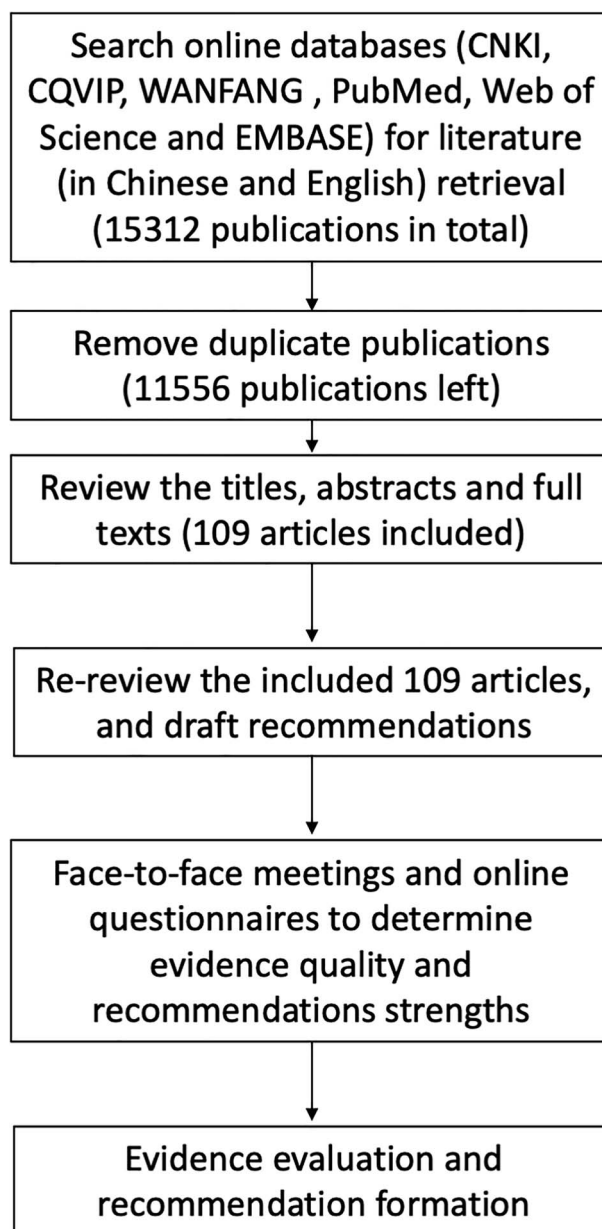 Search online databases (CNKI,
CQVIP, WANFANG , PubMed, Web of
Science and EMBASE) for literature
(in Chinese and English) retrieval
(15312 publications in total)
Remove duplicate publications
(11556 publications left)
Review the titles, abstracts and full
texts (109 articles included)
Re-review the included 109 articles,
and draft recommendations
Face-to-face meetings and online
questionnaires to determine
evidence quality and
recommendations strengths
Evidence evaluation and
recommendation formation